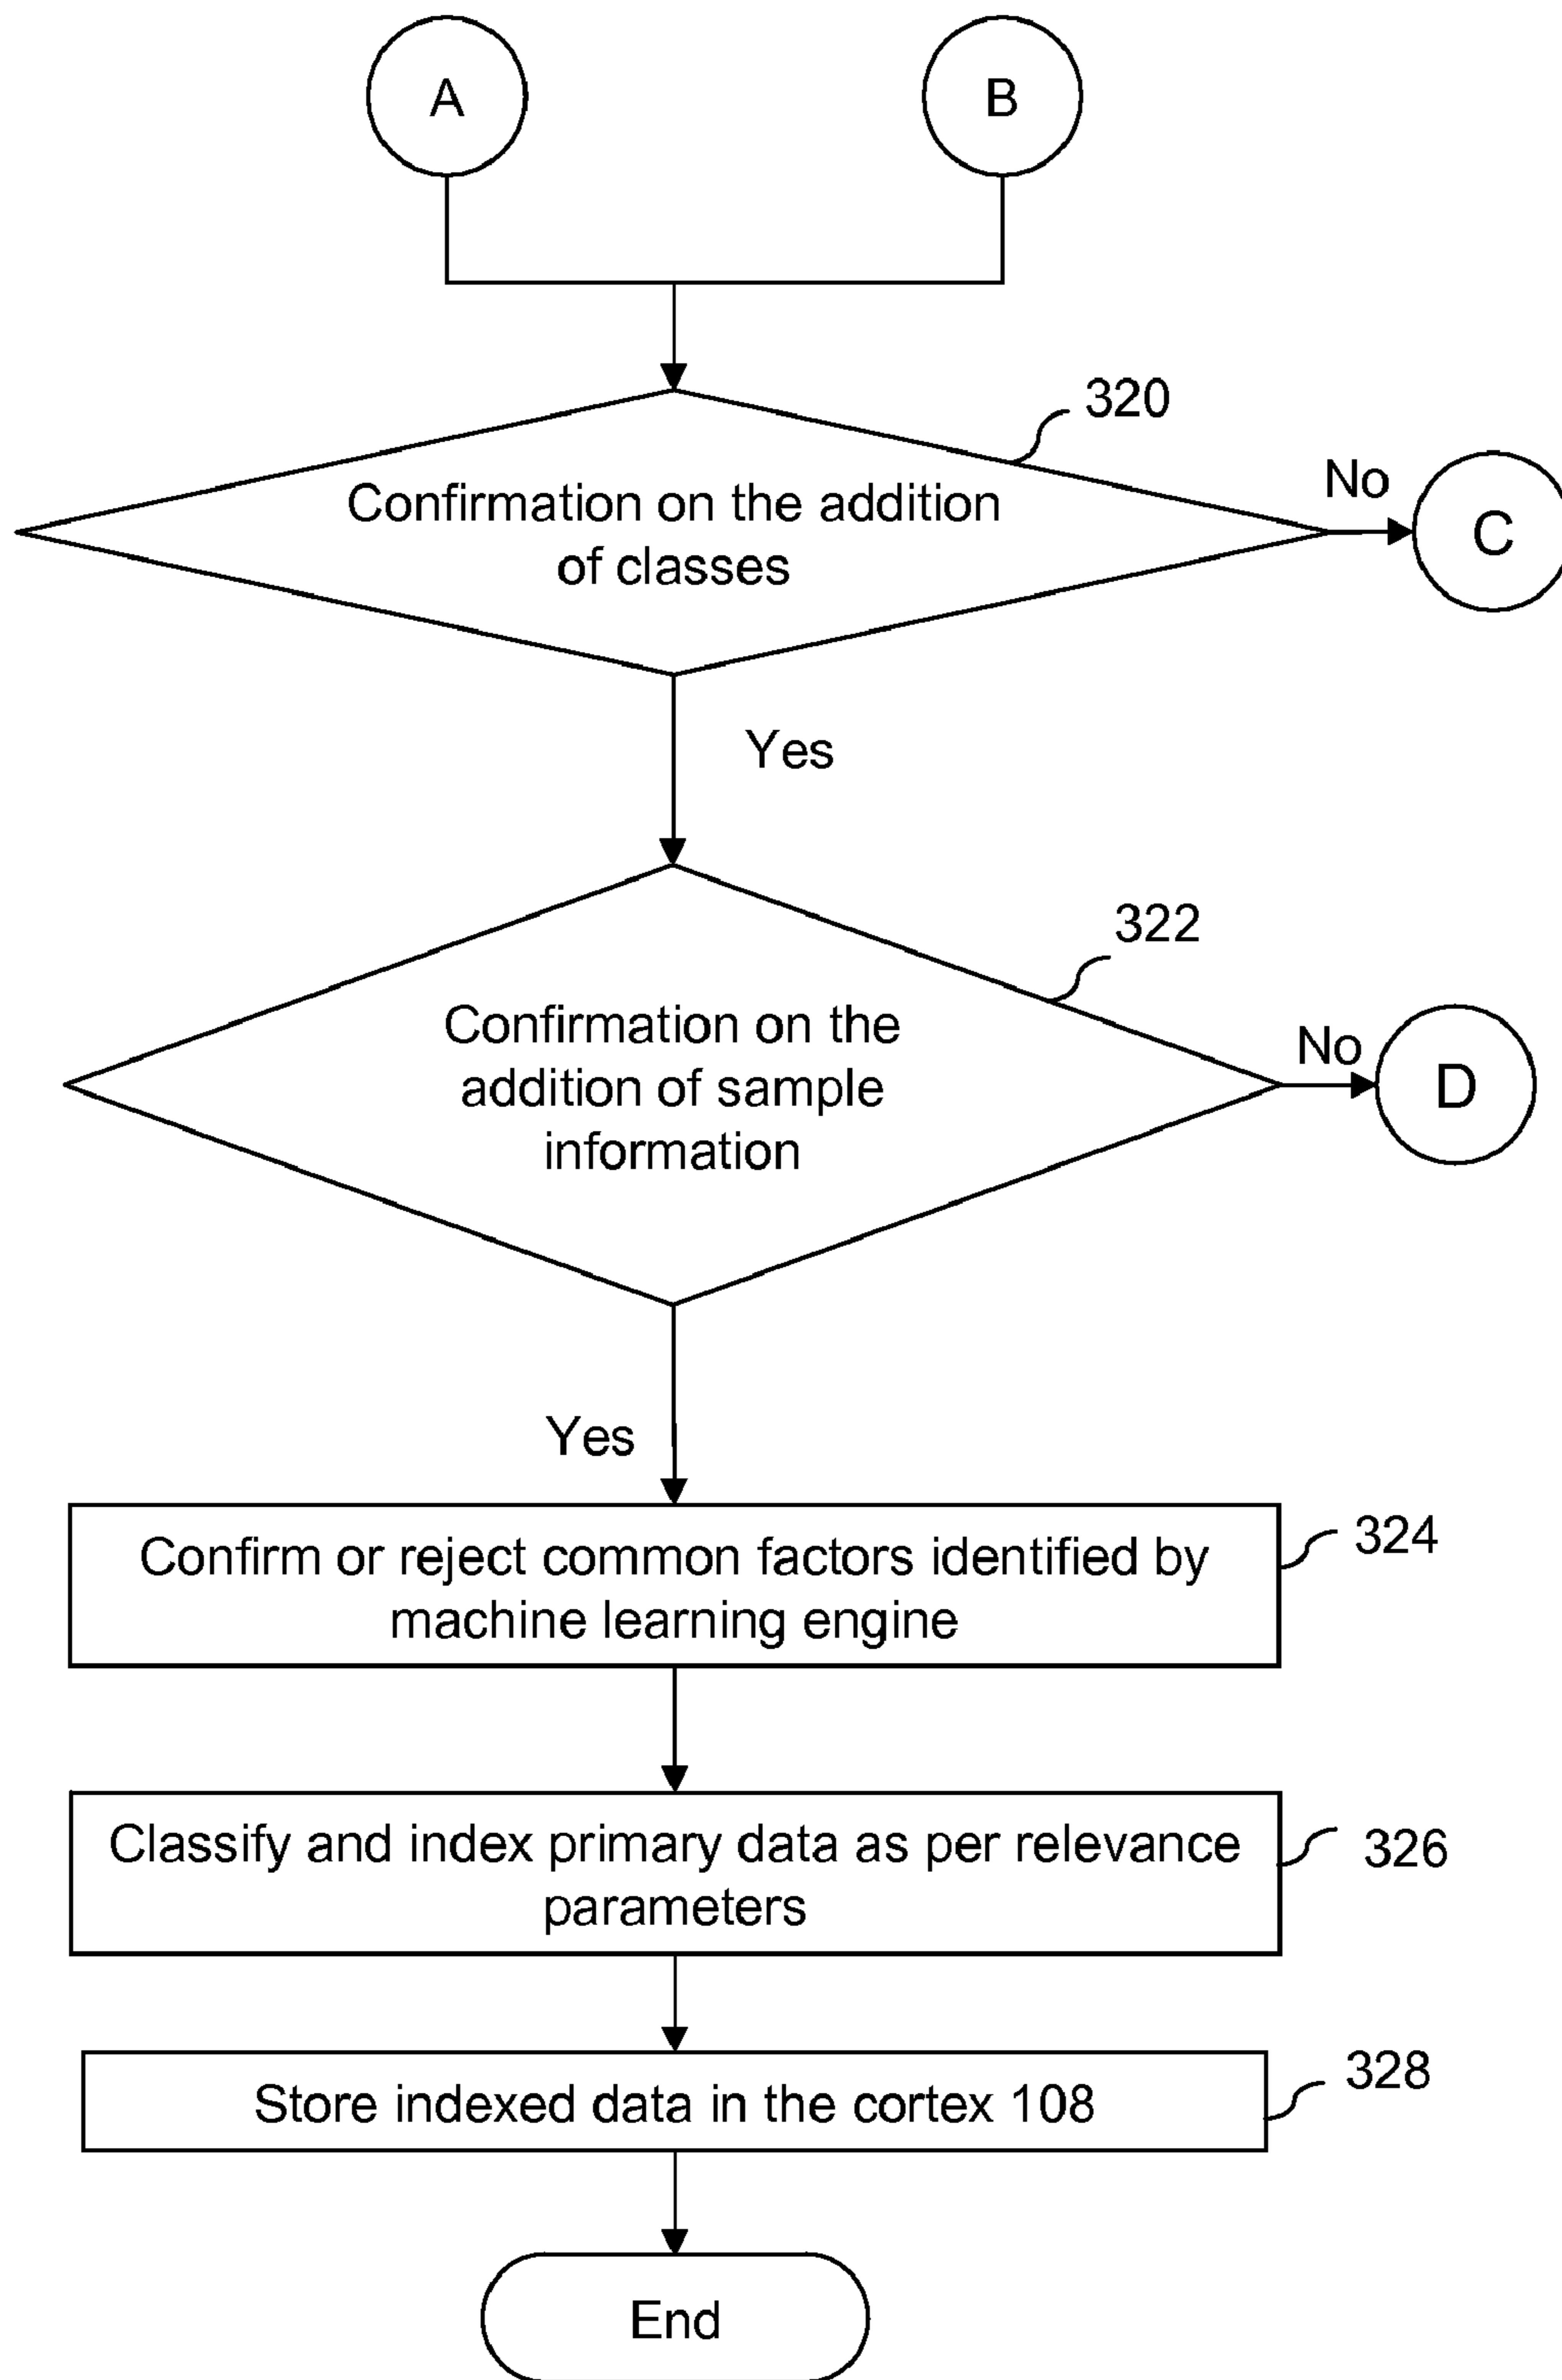 A
B
320
Confirmation on the addition
of classes
No
C
Yes
322
Confirmation on the
addition of sample
information
No
D
Yes
324
Confirm or reject common factors identified by
machine learning engine
326
Classify and index primary data as per relevance
parameters
328
Store indexed data in the cortex 108
End